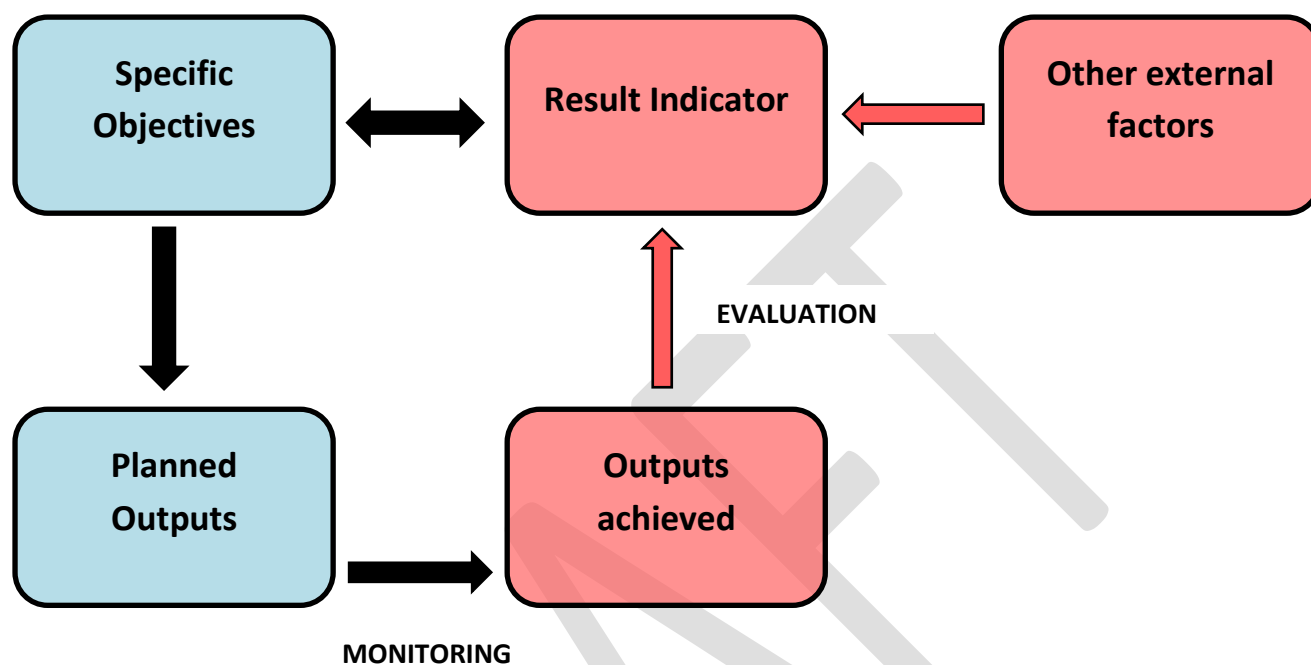 Specific
Objectives
Result Indicator
Other external
factors
EVALUATION
Planned
Outputs
Outputs
achieved
MONITORING